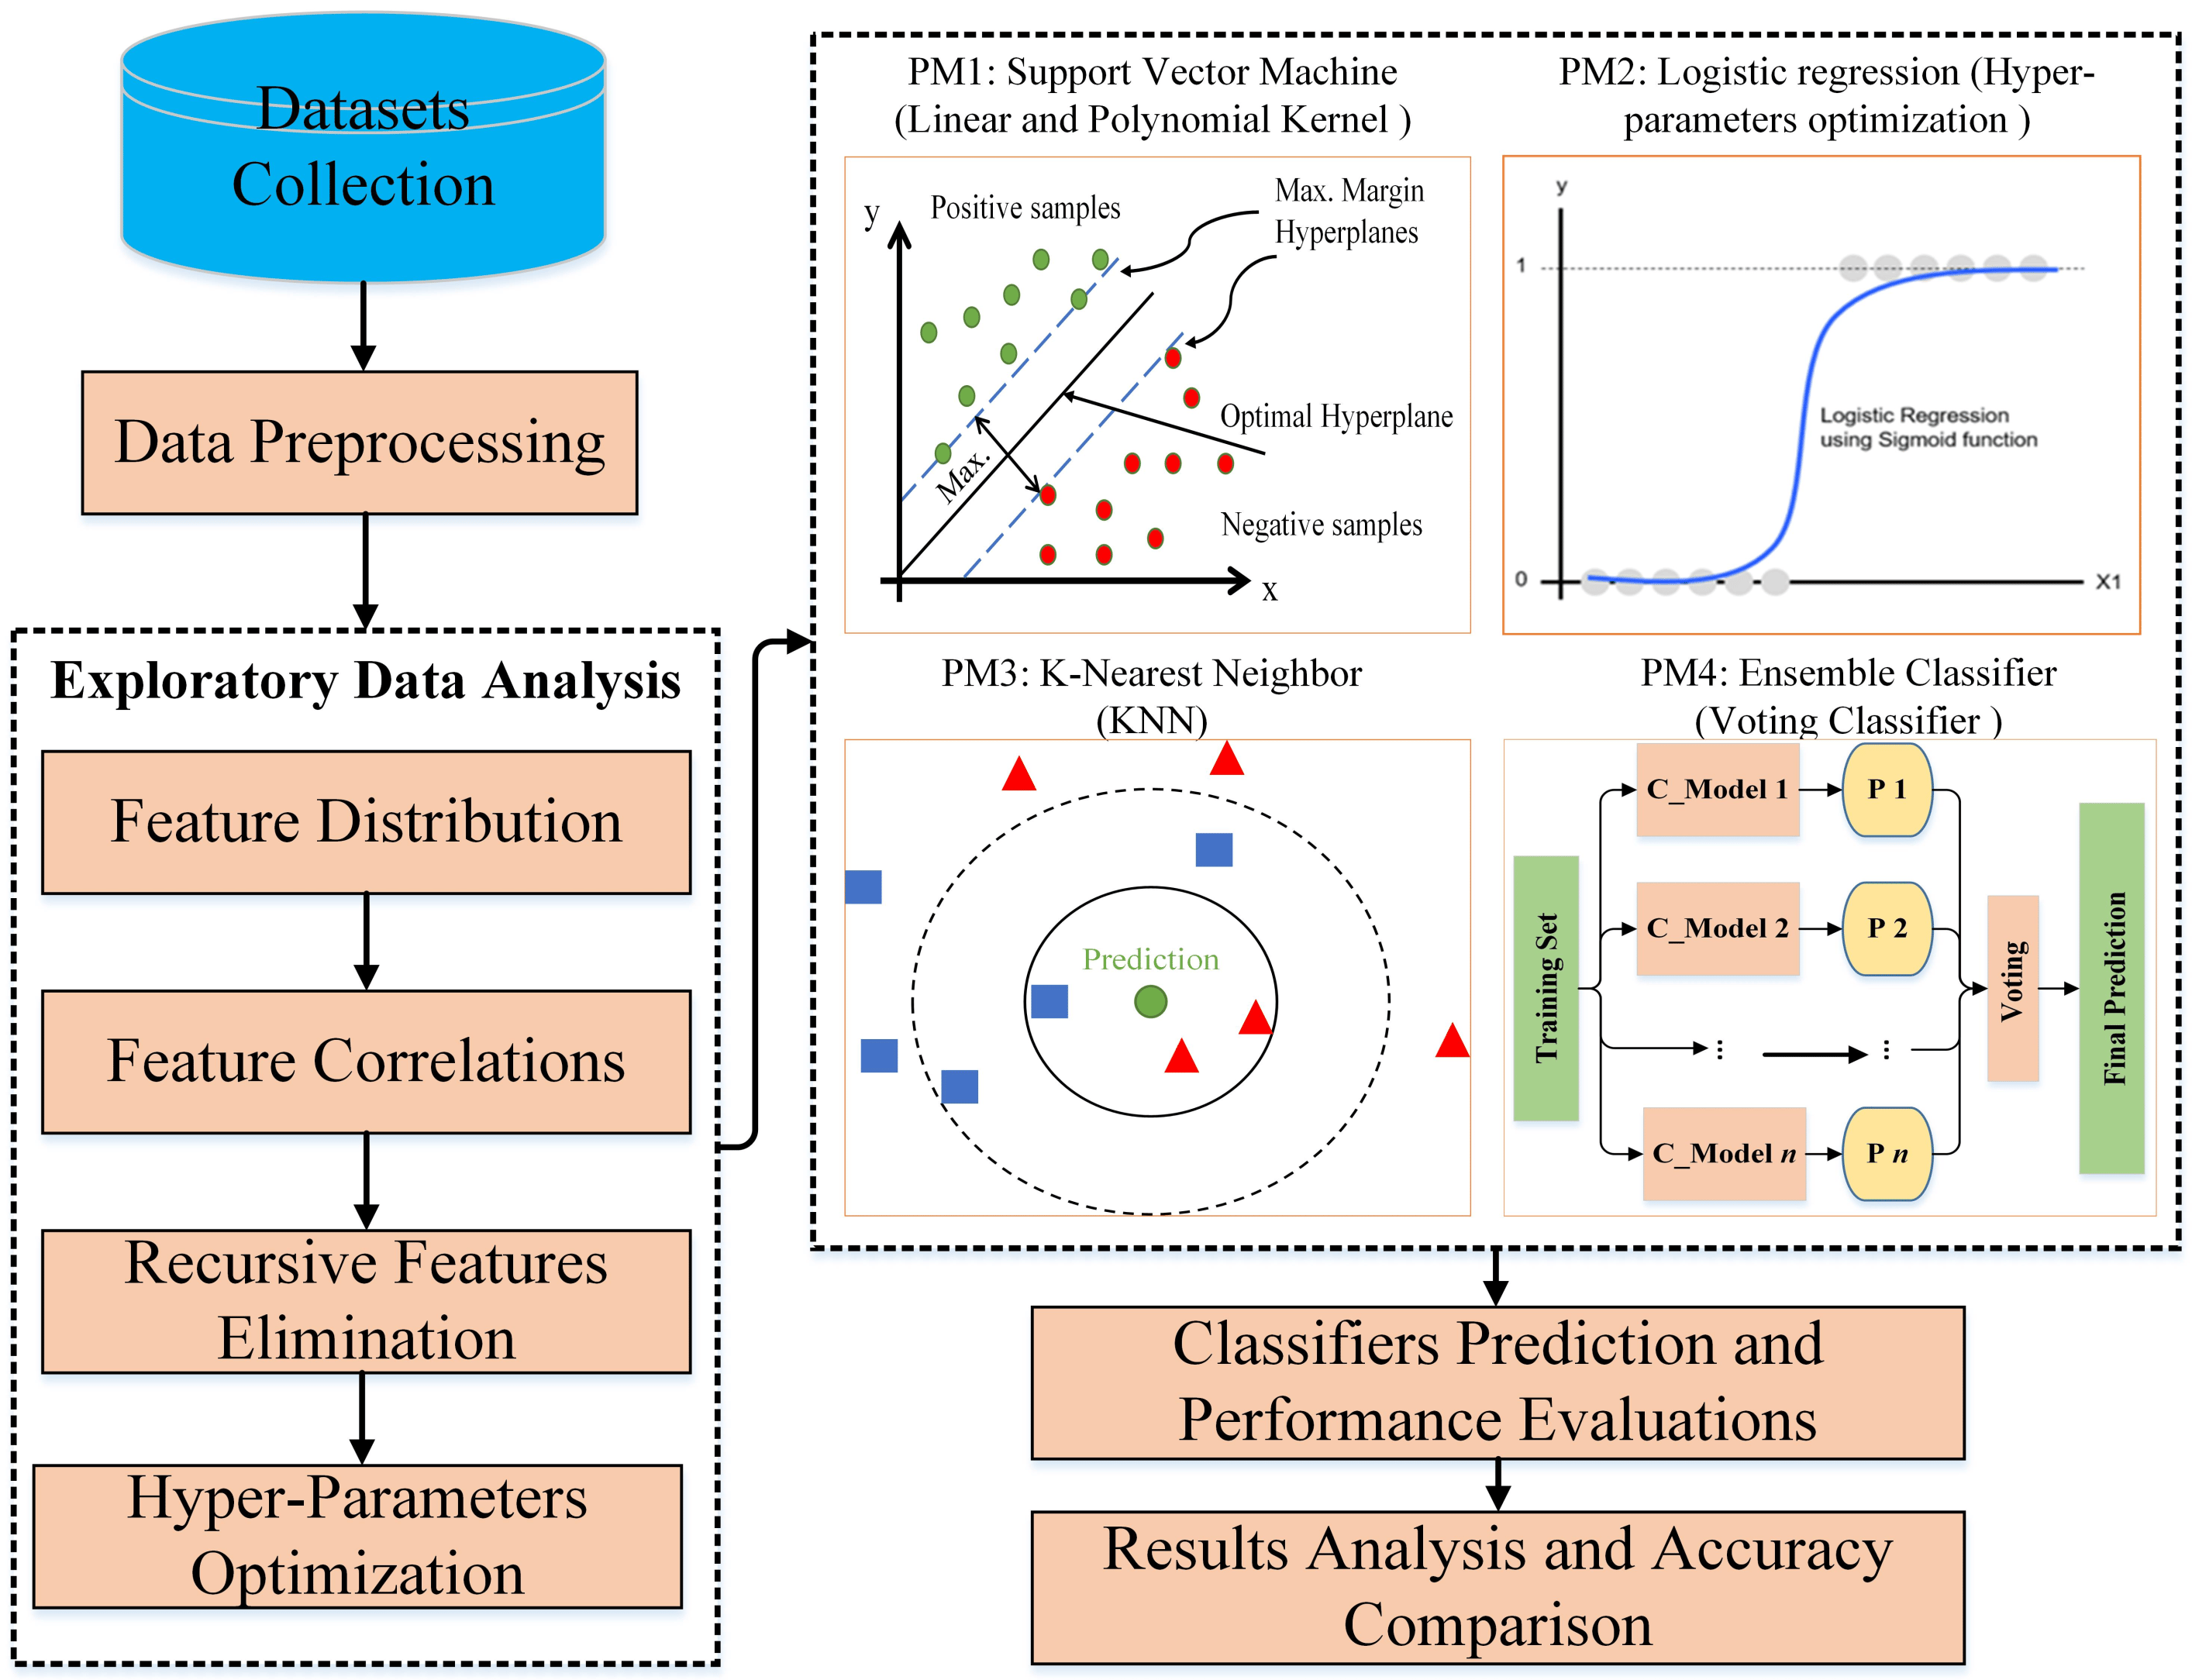 Datasets
Collection
Data Preprocessing
Exploratory Data Analysis
Feature Distribution
Feature Correlations
Recursive Features
Elimination
Hyper-Parameters
Optimization
PM1: Support Vector Machine
(Linear and Polynomial Kernel )
y
Positive samples
Max. Margin
Hyperplanes
Optimal Hyperplane
Max.
Negative samples
x
PM2: Logistic regression (Hyper-
parameters optimization )
y
1
Logistic Regression
using Sigmoid function
0
X1
PM3: K-Nearest Neighbor
(KNN)
Prediction
PM4: Ensemble Classifier
(Voting Classifier )
Training Set
C_Model 1
P 1
C_Model 2
P 2
...
...
C_Model n
P n
Voting
Final Prediction
Classifiers Prediction and
Performance Evaluations
Results Analysis and Accuracy
Comparison